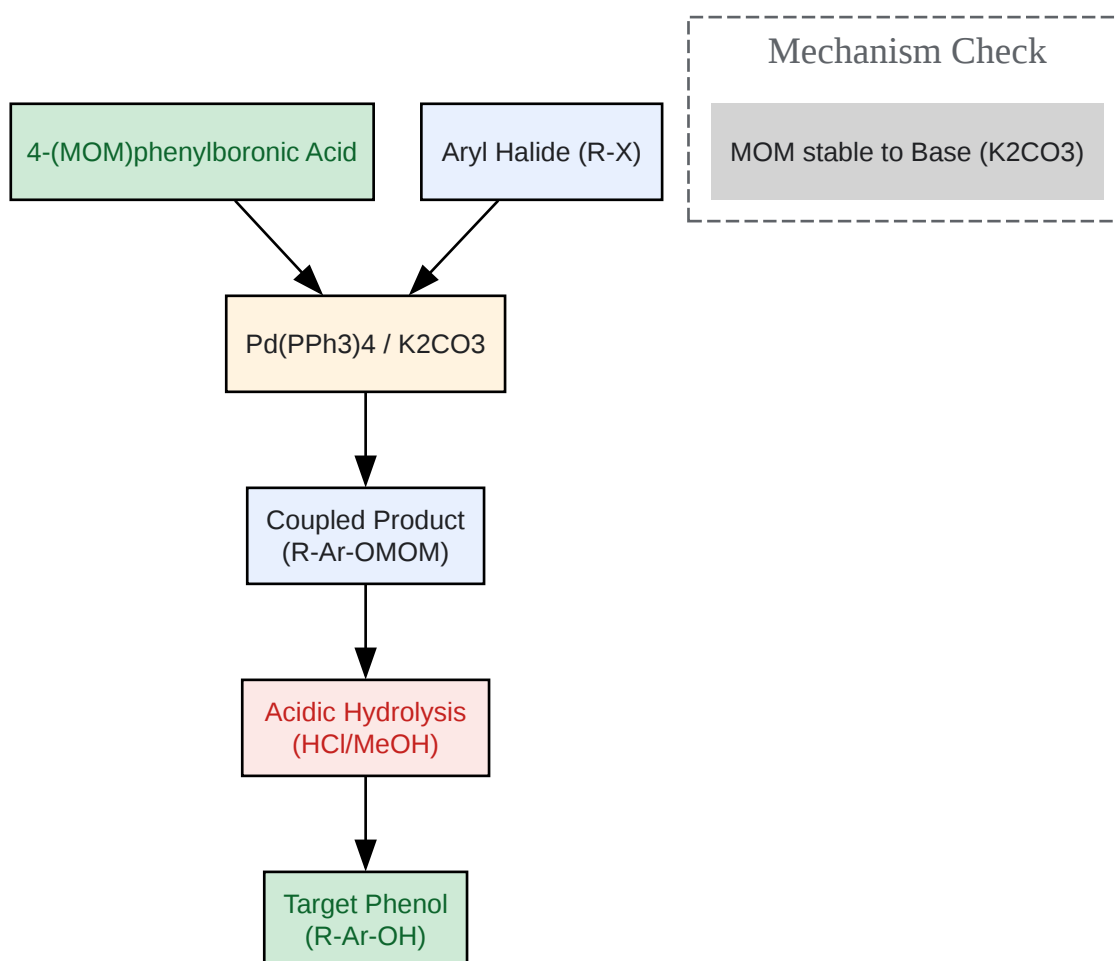 Mechanism Check
4-(MOM)phenylboronic Acid
Aryl Halide (R-X)
MOM stable to Base (K2CO3)
Pd(PPh3)4 / K2CO3
Coupled Product
(R-Ar-OMOM)
Acidic Hydrolysis
(HCl/MeOH)
Target Phenol
(R-Ar-OH)